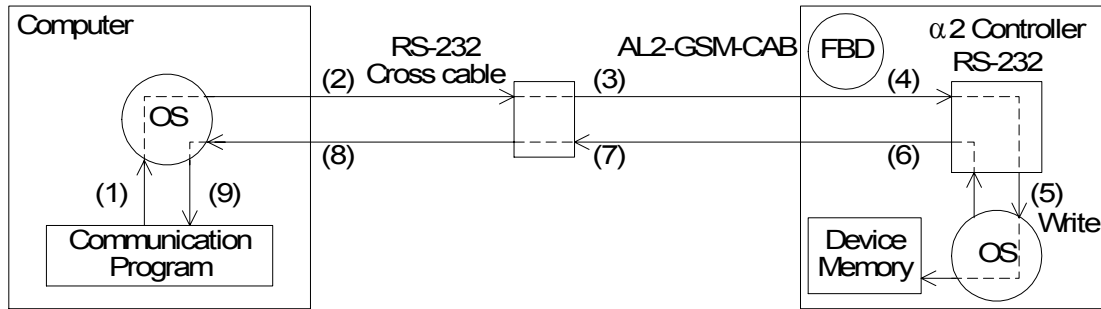 Computer
OS
(1)
(9)
Communication
Program
(2)
RS-232
Cross cable
(8)
AL2-GSM-CAB
(3)
(7)
FBD
α2 Controller
RS-232
(4)
(6)
(5)
Write
Device
Memory
OS